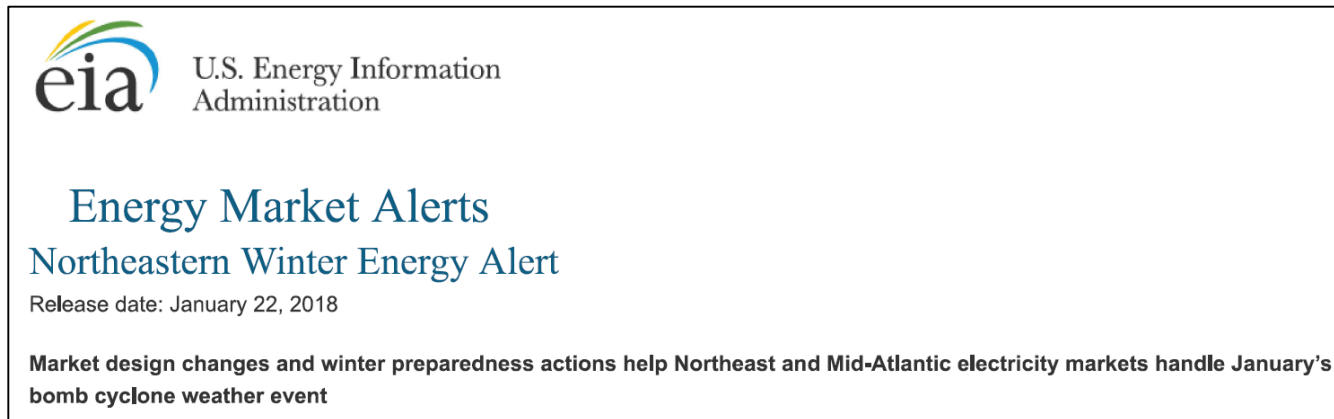 eia
U.S. Energy Information
Administration
Energy Market Alerts
Northeastern Winter Energy Alert
Release date: January 22, 2018
Market design changes and winter preparedness actions help Northeast and Mid-Atlantic electricity markets handle January's
bomb cyclone weather event